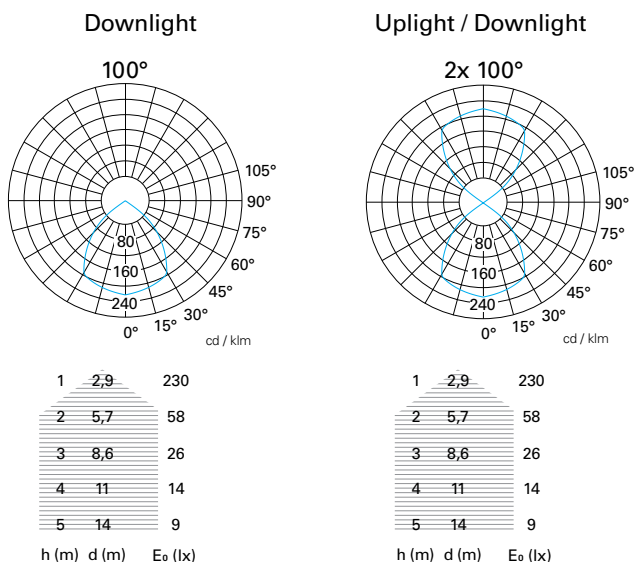 Downlight
100°
105°
90°
75°
60°
45°
30°
15°
0°
80
160
240
cd / klm
1 2,9 230
2 5,7 58
3 8,6 26
4 11 14
5 14 9
h (m) d (m) E₀ (lx)
Uplight / Downlight
2x 100°
105°
90°
75°
60°
45°
30°
15°
0°
80
160
240
cd / klm
1 2,9 230
2 5,7 58
3 8,6 26
4 11 14
5 14 9
h (m) d (m) E₀ (lx)